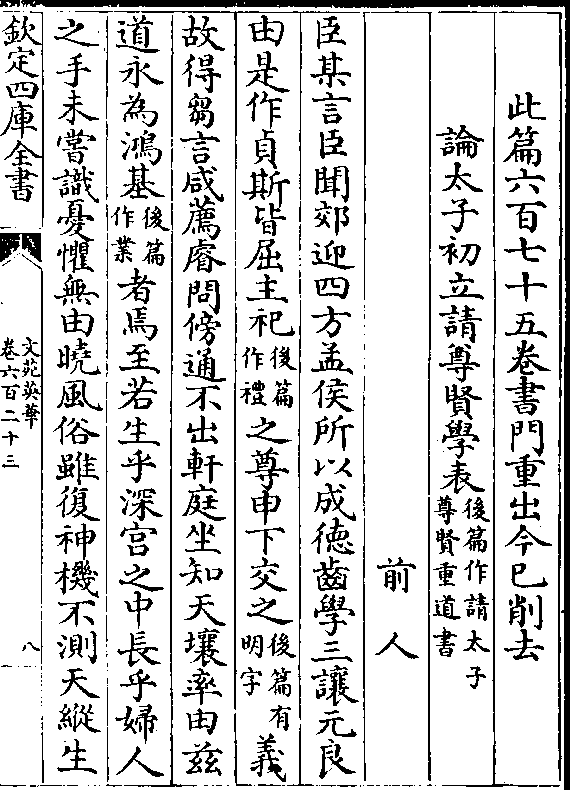 此篇六百七十五卷書門重出今已削去
論太子初立請尊賢學表後篇作請太子尊賢重道書
前人
臣某言臣聞郊迎四方孟侯所以成德齒學三讓元良
由是作貞斯皆屈主祀後篇作禮之尊申下交之後篇有明字義
故得芻言咸薦睿問傍通不出軒庭坐知天壤率由兹
道永為鴻基後篇作業者焉至若生乎深宫之中長乎婦人
之手未嘗識憂懼無由曉風俗雖復神機不測天縱生
欽定四庫全書
文苑英華
卷六百二十三
八